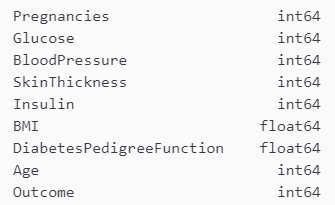 Pregnancies int64
Glucose int64
BloodPressure int64
SkinThickness int64
Insulin int64
BMI float64
DiabetesPedigreeFunction float64
Age int64
Outcome int64